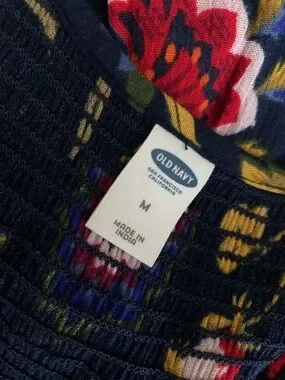 OLD NAVY
SAN FRANCISCO
CALIFORNIA
M
MADE IN
INDIA